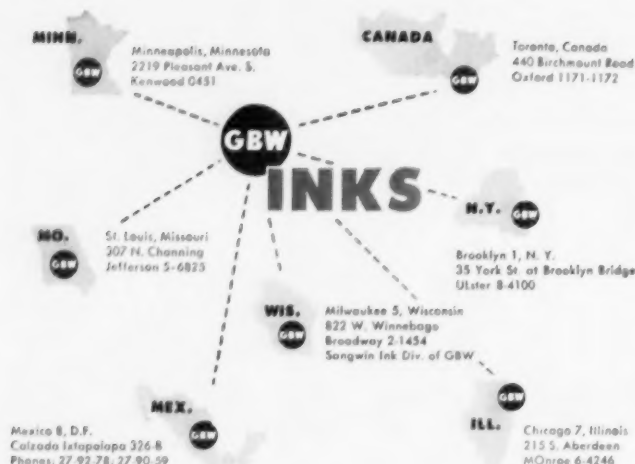 MINN.
GBW
Minneapolis, Minnesota
2219 Pleasant Ave. S.
Kenwood 0451
CANADA
GBW
Toronto, Canada
440 Birchmount Road
Oxford 1171-1172
GBW
INKS
MO.
GBW
St. Louis, Missouri
307 N. Channing
Jefferson 5-6825
N.Y.
GBW
Brooklyn 1, N. Y.
35 York St. at Brooklyn Bridge
ULster 8-4100
WIS.
GBW
Milwaukee 5, Wisconsin
822 W. Winnebago
Broadway 2-1454
Sangwin Ink Div. of GBW
MEX.
GBW
Mexico 8, D.F.
Calzada Ixtapalapa 326-B
Phones: 27-92-78, 27-90-59
GBW
ILL.
Chicago 7, Illinois
215 S. Aberdeen
MOnroe 6-4246